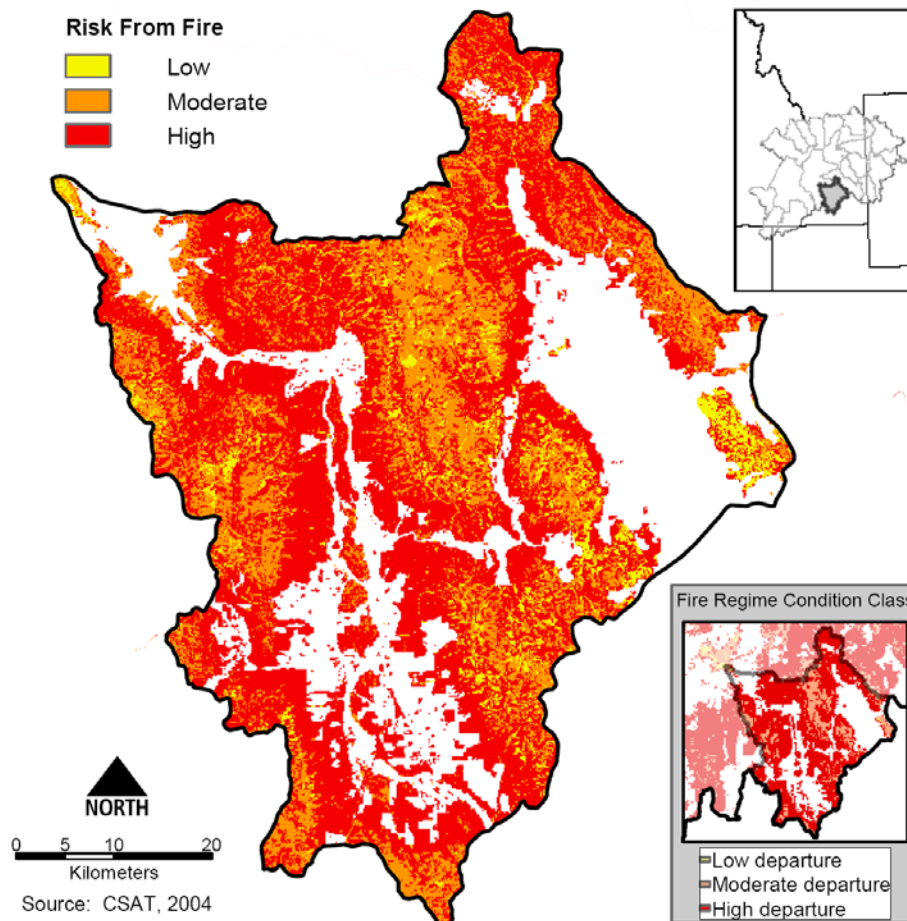 Risk From Fire
Low
Moderate
High
NORTH
0 5 10 20
Kilometers
Source: CSAT, 2004
Fire Regime Condition Class
Low departure
Moderate departure
High departure